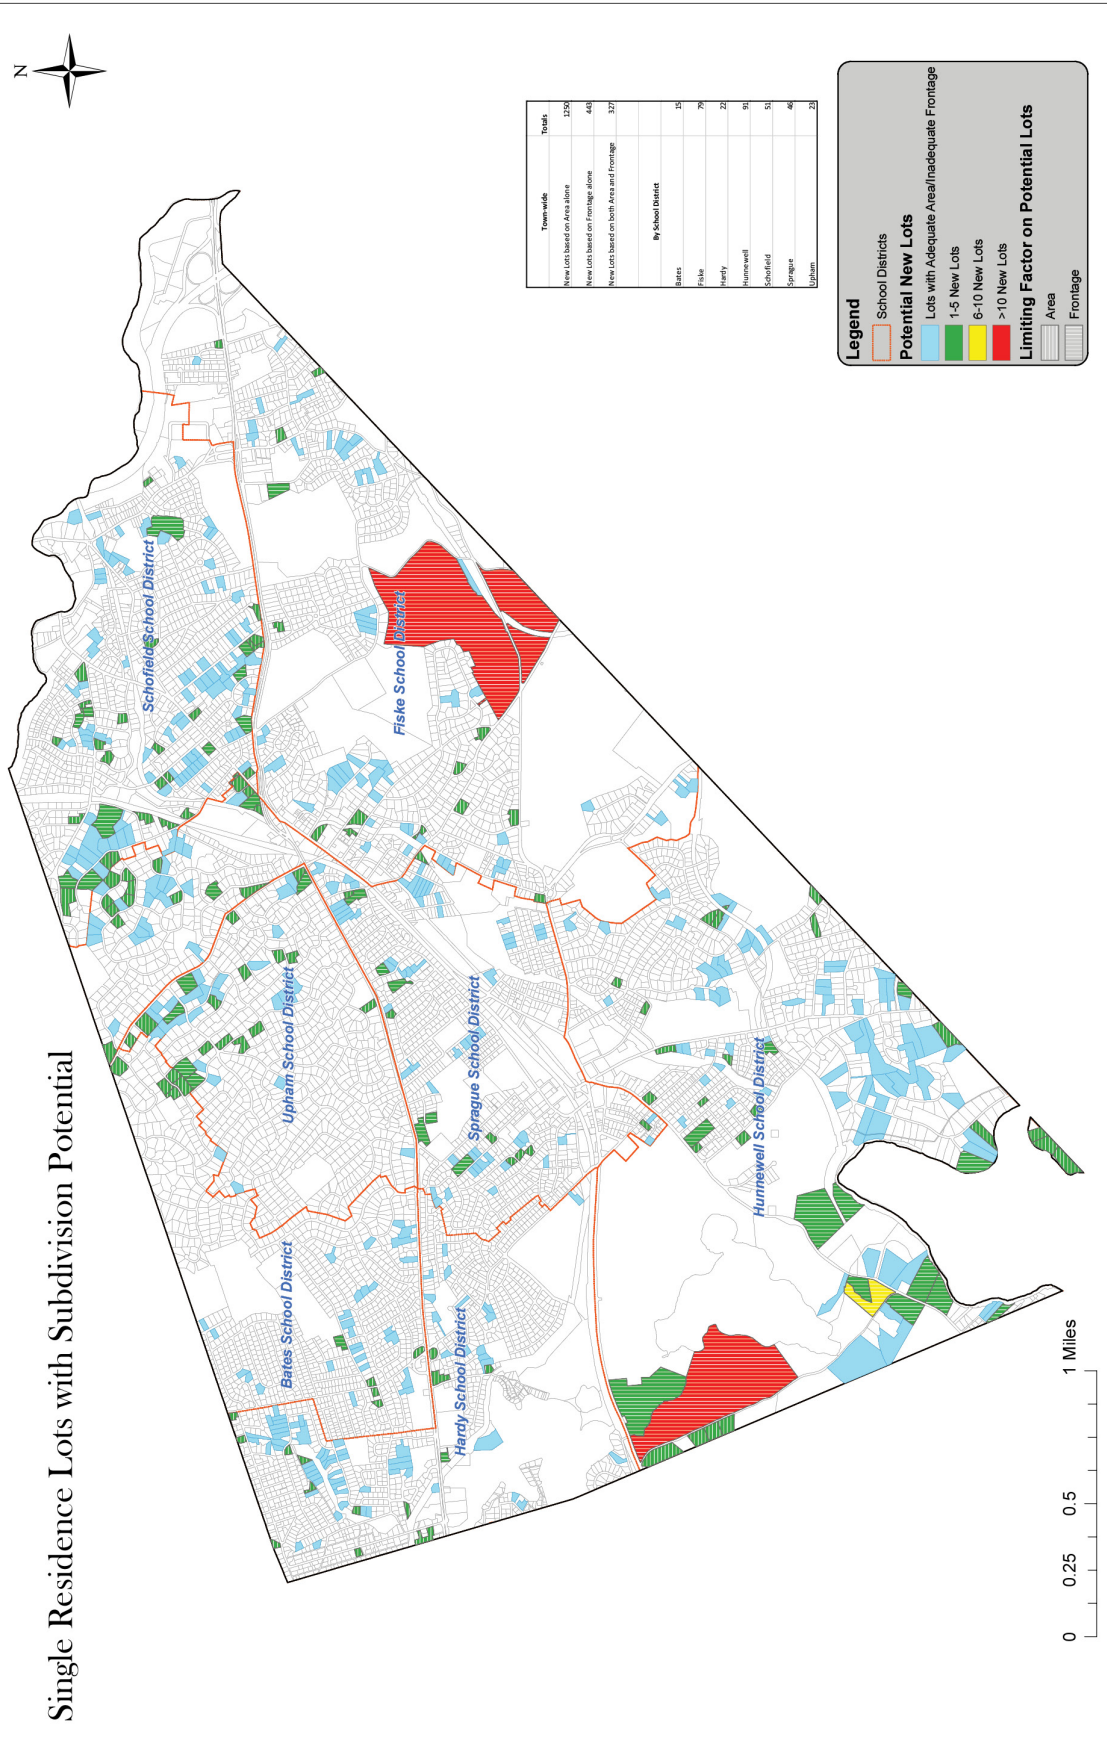 Single Residence Lots with Subdivision Potential
N
Schofield School District
Fiske School District
Upham School District
Sprague School District
Bates School District
Hardy School District
Hunnewell School District
Town-wide Totals
New Lots based on Area alone 1250
New Lots based on Frontage alone 443
New Lots based on both Area and Frontage 327
By School District
Bates 15
Fiske 79
Hardy 22
Hunnewell 91
Schofield 51
Sprague 46
Upham 23
Legend
School Districts
Potential New Lots
Lots with Adequate Area/Inadequate Frontage
1-5 New Lots
6-10 New Lots
>10 New Lots
Limiting Factor on Potential Lots
Area
Frontage
0 0.25 0.5 1 Miles